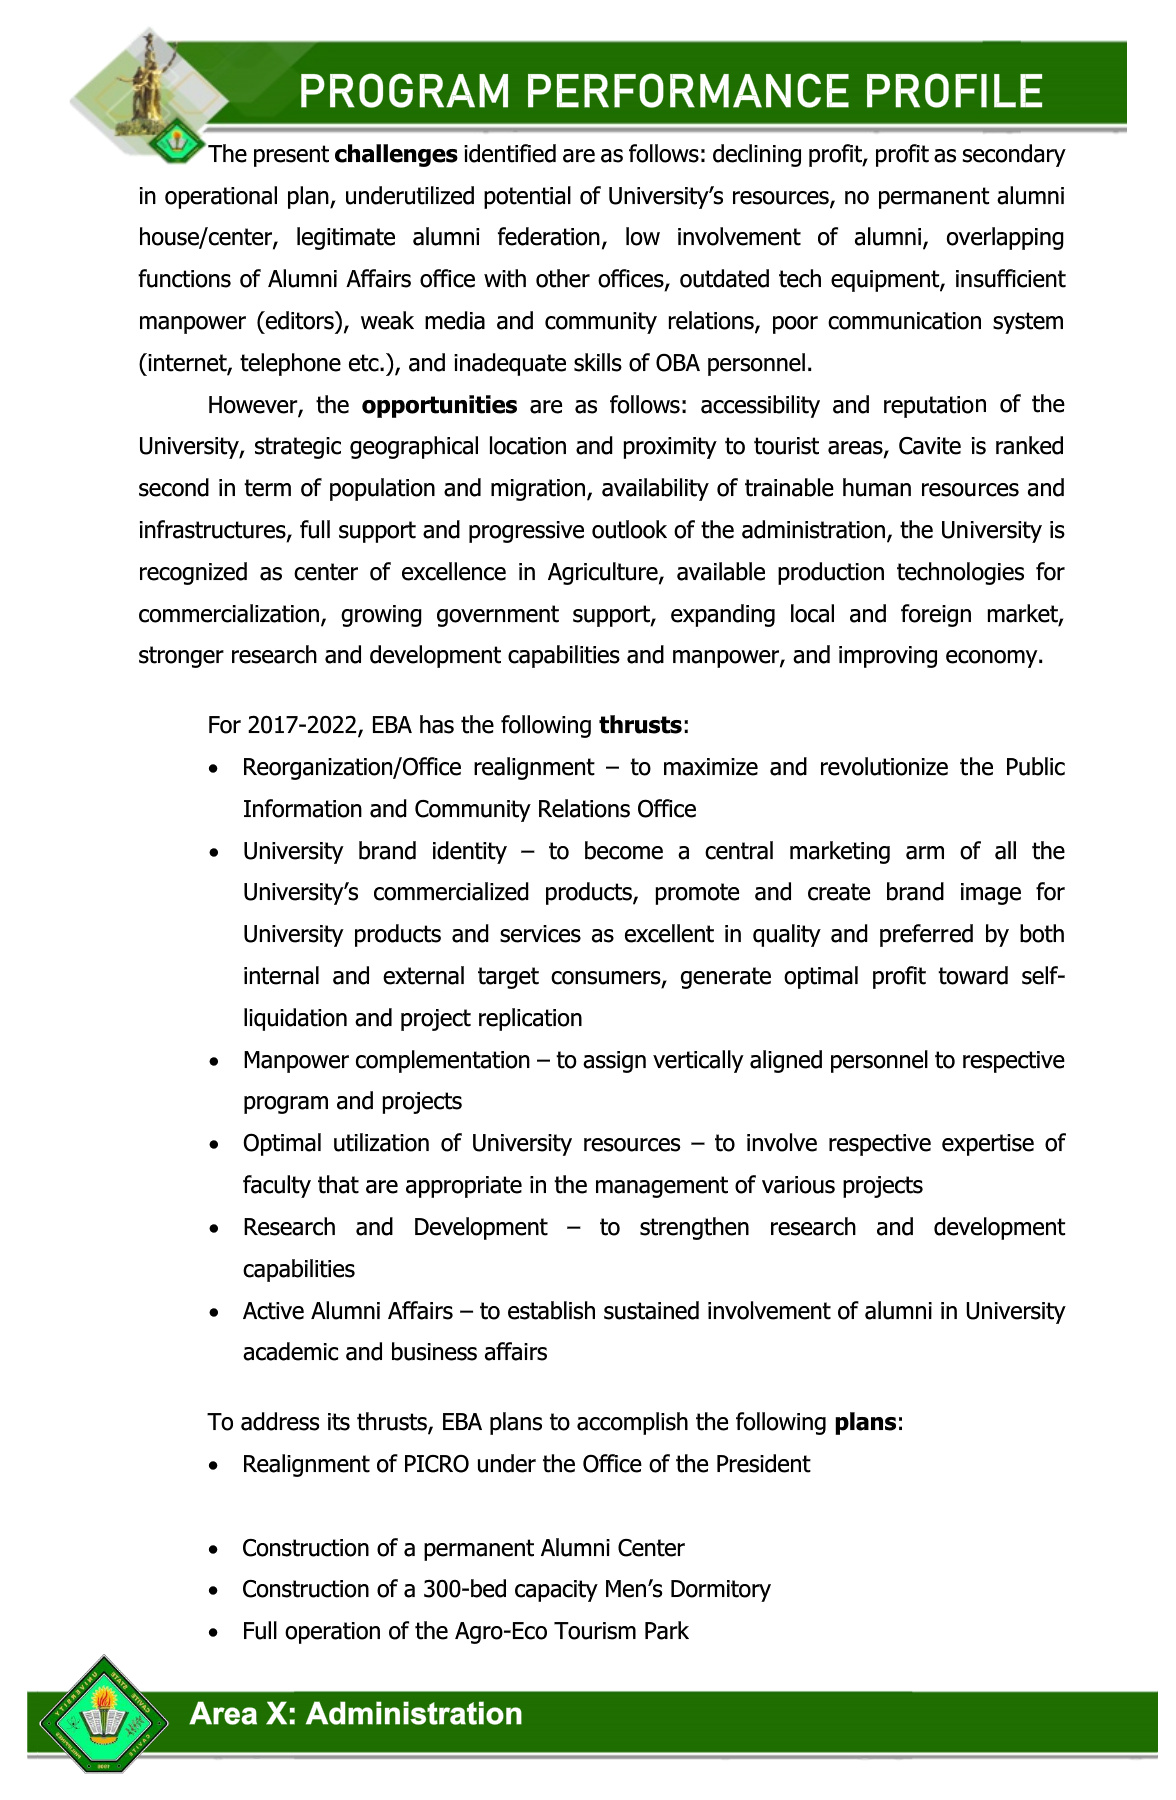 PROGRAM PERFORMANCE PROFILE
The present challenges identified are as follows: declining profit, profit as secondary
in operational plan, underutilized potential of University’s resources, no permanent alumni
house/center, legitimate alumni federation, low involvement of alumni, overlapping
functions of Alumni Affairs office with other offices, outdated tech equipment, insufficient
manpower (editors), weak media and community relations, poor communication system
(internet, telephone etc.), and inadequate skills of OBA personnel.
However, the opportunities are as follows: accessibility and reputation of the
University, strategic geographical location and proximity to tourist areas, Cavite is ranked
second in term of population and migration, availability of trainable human resources and
infrastructures, full support and progressive outlook of the administration, the University is
recognized as center of excellence in Agriculture, available production technologies for
commercialization, growing government support, expanding local and foreign market,
stronger research and development capabilities and manpower, and improving economy.
For 2017-2022, EBA has the following thrusts:
• Reorganization/Office realignment – to maximize and revolutionize the Public
Information and Community Relations Office
• University brand identity – to become a central marketing arm of all the
University’s commercialized products, promote and create brand image for
University products and services as excellent in quality and preferred by both
internal and external target consumers, generate optimal profit toward self-
liquidation and project replication
• Manpower complementation – to assign vertically aligned personnel to respective
program and projects
• Optimal utilization of University resources – to involve respective expertise of
faculty that are appropriate in the management of various projects
• Research and Development – to strengthen research and development
capabilities
• Active Alumni Affairs – to establish sustained involvement of alumni in University
academic and business affairs
To address its thrusts, EBA plans to accomplish the following plans:
• Realignment of PICRO under the Office of the President
• Construction of a permanent Alumni Center
• Construction of a 300-bed capacity Men’s Dormitory
• Full operation of the Agro-Eco Tourism Park
Area X: Administration